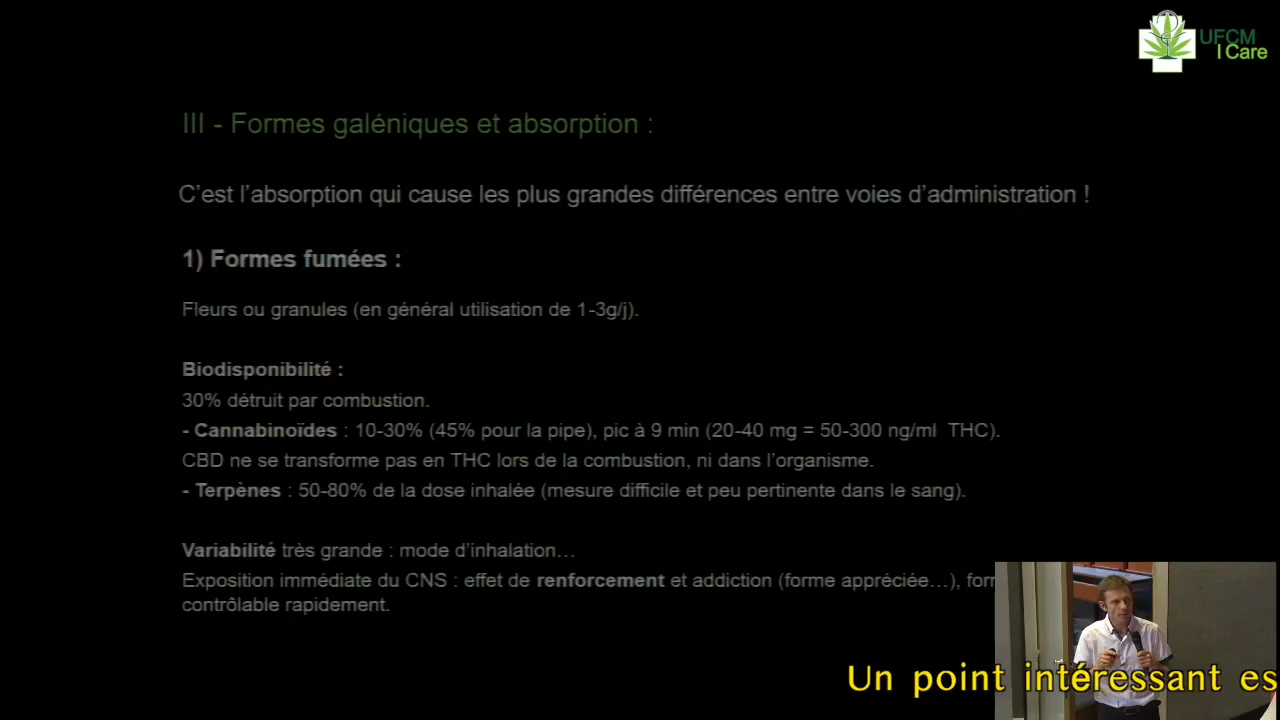 UFCM
I Care
III - Formes galéniques et absorption :
C'est l'absorption qui cause les plus grandes différences entre voies d'administration !
1) Formes fumées :
Fleurs ou granules (en général utilisation de 1-3g/j).
Biodisponibilité :
30% détruit par combustion.
- Cannabinoïdes : 10-30% (45% pour la pipe), pic à 9 min (20-40 mg = 50-300 ng/ml THC).
CBD ne se transforme pas en THC lors de la combustion, ni dans l'organisme.
- Terpènes : 50-80% de la dose inhalée (mesure difficile et peu pertinente dans le sang).
Variabilité très grande : mode d'inhalation…
Exposition immédiate du CNS : effet de renforcement et addiction (forme appréciée…),
contrôlable rapidement.
Un point intéressant es